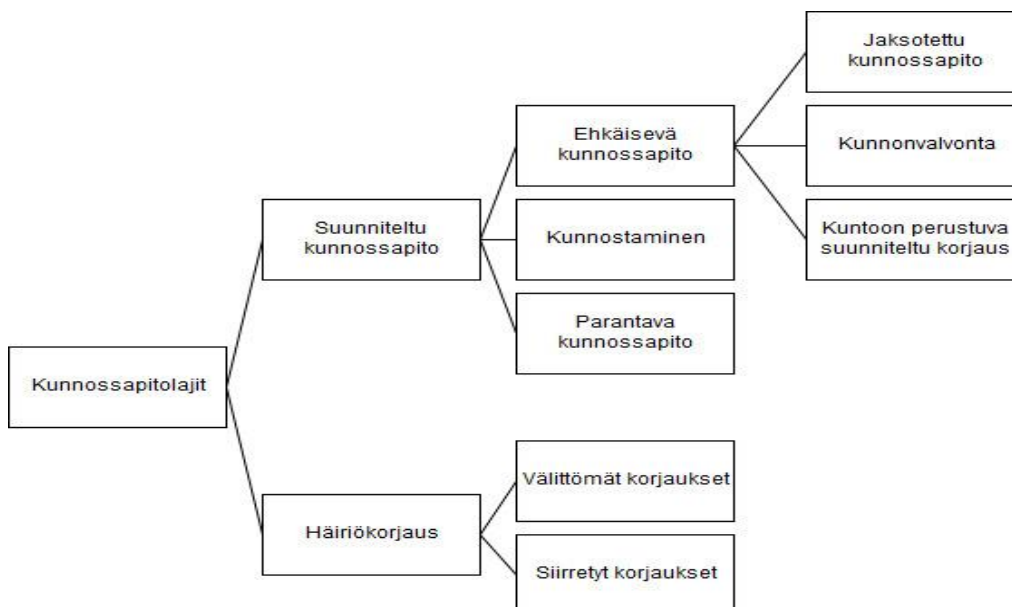 Jaksotettu
kunnossapito
Ehkäisevä
kunnossapito
Kunnonvalvonta
Suunniteltu
kunnossapito
Kunnostaminen
Kuntoon perustuva
suunniteltu korjaus
Parantava
kunnossapito
Kunnossapitolajit
Välittömät korjaukset
Häiriökorjaus
Siirretyt korjaukset